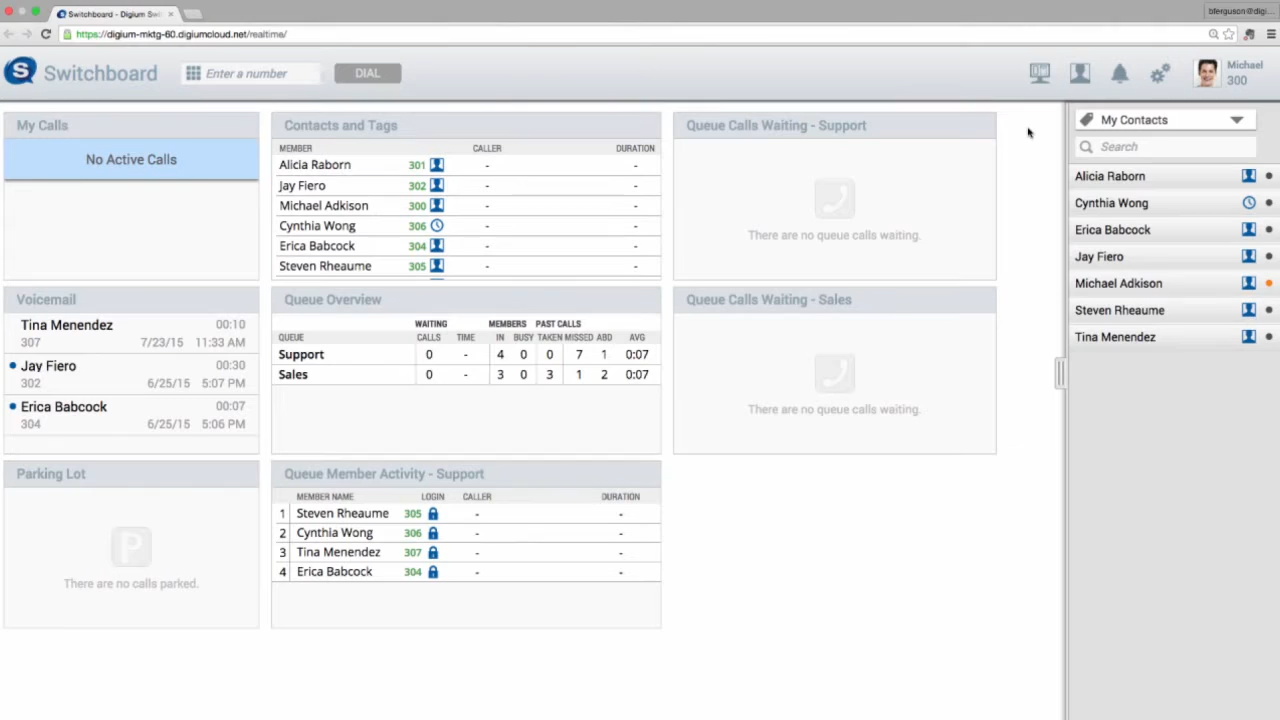 Switchboard - Digium Swi
bferguson@digi...
https://digium-mktg-60.digiumcloud.net/realtime/
S Switchboard
Enter a number
DIAL
Michael
300
My Calls
No Active Calls
Contacts and Tags
MEMBER CALLER DURATION
Alicia Raborn 301 - -
Jay Fiero 302 - -
Michael Adkison 300 - -
Cynthia Wong 306 - -
Erica Babcock 304 - -
Steven Rheaume 305 - -
Queue Calls Waiting - Support
There are no queue calls waiting.
My Contacts
Search
Alicia Raborn
Cynthia Wong
Erica Babcock
Jay Fiero
Michael Adkison
Steven Rheaume
Tina Menendez
Voicemail
Tina Menendez 00:10
307 7/23/15 11:33 AM
Jay Fiero 00:30
302 6/25/15 5:07 PM
Erica Babcock 00:07
304 6/25/15 5:06 PM
Queue Overview
WAITING MEMBERS PAST CALLS
QUEUE CALLS TIME IN BUSY TAKEN MISSED ABD AVG
Support 0 - 4 0 0 7 1 0:07
Sales 0 - 3 0 3 1 2 0:07
Queue Calls Waiting - Sales
There are no queue calls waiting.
Parking Lot
P
There are no calls parked.
Queue Member Activity - Support
MEMBER NAME LOGIN CALLER DURATION
1 Steven Rheaume 305 - -
2 Cynthia Wong 306 - -
3 Tina Menendez 307 - -
4 Erica Babcock 304 - -